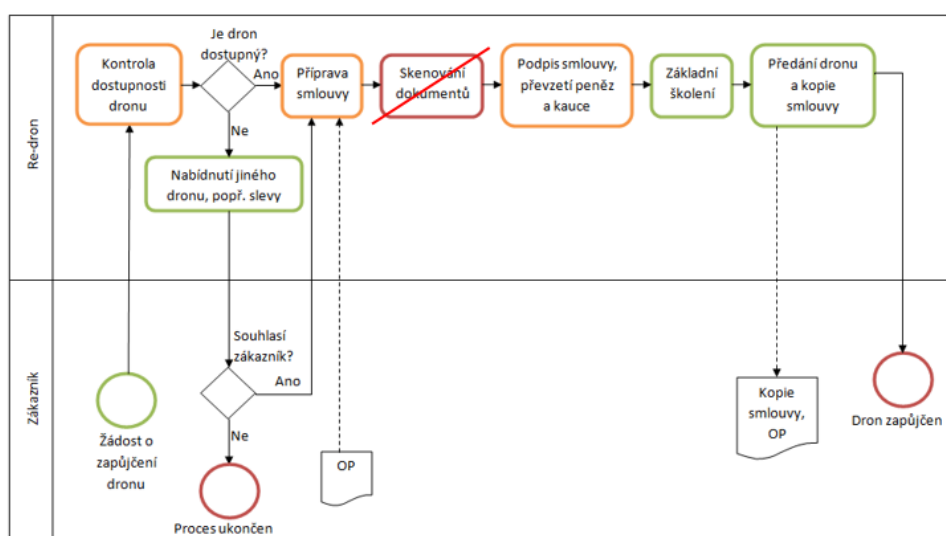 Re-dron
Kontrola
dostupnosti
dronu
Je dron
dostupný?
Ano
Ne
Příprava
smlouvy
Skenování
dokumentů
Podpis smlouvy,
převzetí peněz
a kauce
Základní
školení
Předání dronu
a kopie
smlouvy
Nabídnutí jiného
dronu, popř. slevy
Zákazník
Žádost o
zapůjčení
dronu
Souhlasí
zákazník?
Ano
Ne
Proces ukončen
OP
Kopie
smlouvy,
OP
Dron zapůjčen